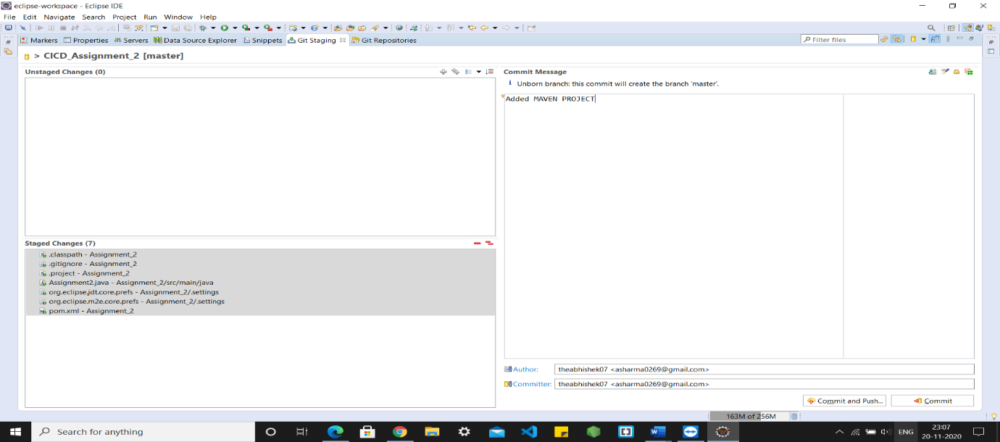 eclipse-workspace - Eclipse IDE
File Edit Navigate Search Project Run Window Help
Markers Properties Servers Data Source Explorer Snippets Git Staging Git Repositories Filter files
> CICD_Assignment_2 [master]
Unstaged Changes (0)
Commit Message
Unborn branch: this commit will create the branch 'master'.
Added MAVEN PROJECT
Staged Changes (7)
.classpath - Assignment_2
.gitignore - Assignment_2
.project - Assignment_2
Assignment2.java - Assignment_2/src/main/java
org.eclipse.jdt.core.prefs - Assignment_2/.settings
org.eclipse.m2e.core.prefs - Assignment_2/.settings
pom.xml - Assignment_2
Author: theabhishek07 <asharma0269@gmail.com>
Committer: theabhishek07 <asharma0269@gmail.com>
Commit and Push... Commit
163M of 256M
Search for anything
ENG
23:07
20-11-2020